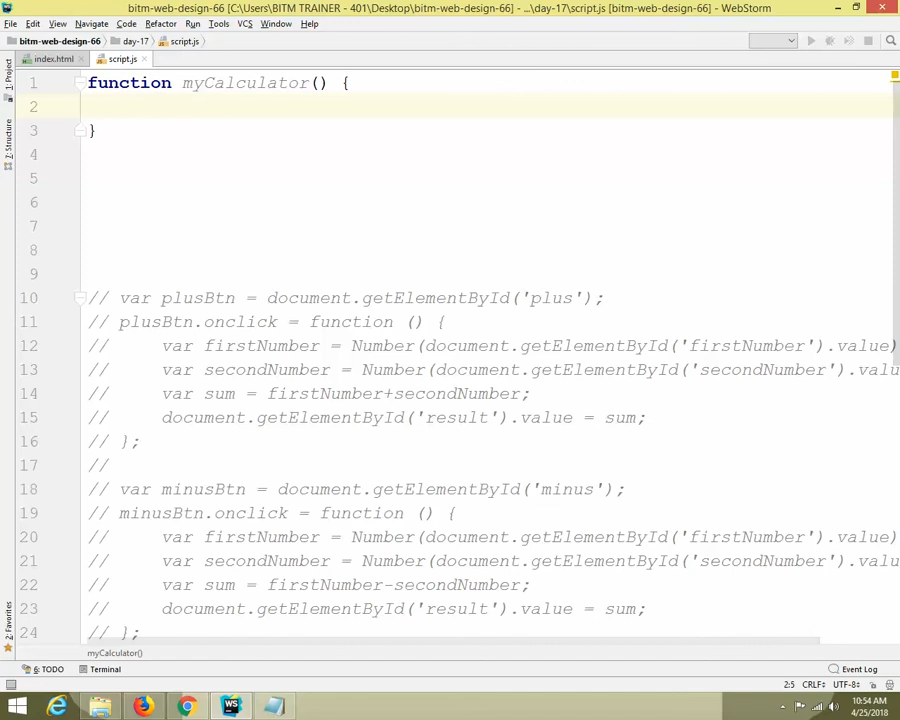 bitm-web-design-66 [C:\Users\BITM TRAINER - 401\Desktop\bitm-web-design-66] - ...\day-17\script.js [bitm-web-design-66] - WebStorm
File Edit View Navigate Code Refactor Run Tools VCS Window Help
bitm-web-design-66 day-17 script.js
index.html script.js
1: Project
7: Structure
2: Favorites
1 function myCalculator() {
2
3 }
4
5
6
7
8
9
10 // var plusBtn = document.getElementById('plus');
11 // plusBtn.onclick = function () {
12 //     var firstNumber = Number(document.getElementById('firstNumber').value)
13 //     var secondNumber = Number(document.getElementById('secondNumber').valu
14 //     var sum = firstNumber+secondNumber;
15 //     document.getElementById('result').value = sum;
16 // };
17 //
18 // var minusBtn = document.getElementById('minus');
19 // minusBtn.onclick = function () {
20 //     var firstNumber = Number(document.getElementById('firstNumber').value)
21 //     var secondNumber = Number(document.getElementById('secondNumber').valu
22 //     var sum = firstNumber-secondNumber;
23 //     document.getElementById('result').value = sum;
24 // };
myCalculator()
6: TODO Terminal Event Log
2:5 CRLF÷ UTF-8÷
WS
10:54 AM
4/25/2018